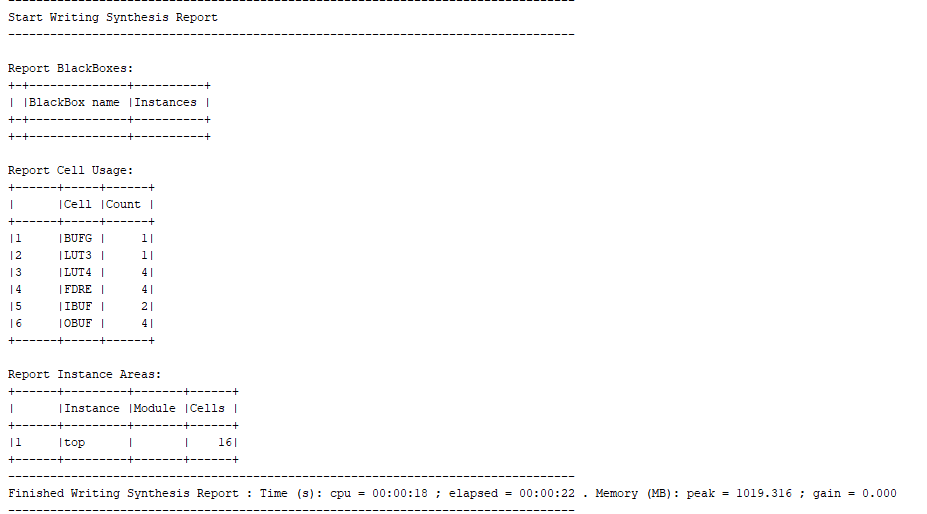 ---------------------------------------------------------------------------------
Start Writing Synthesis Report
---------------------------------------------------------------------------------
Report BlackBoxes:
+-+--------------+----------+
| |BlackBox name |Instances |
+-+--------------+----------+
+-+--------------+----------+
Report Cell Usage:
+------+-----+------+
|      |Cell |Count |
+------+-----+------+
|1     |BUFG |     1|
|2     |LUT3 |     1|
|3     |LUT4 |     4|
|4     |FDRE |     4|
|5     |IBUF |     2|
|6     |OBUF |     4|
+------+-----+------+
Report Instance Areas:
+------+---------+-------+------+
|      |Instance |Module |Cells |
+------+---------+-------+------+
|1     |top      |       |    16|
+------+---------+-------+------+
---------------------------------------------------------------------------------
Finished Writing Synthesis Report : Time (s): cpu = 00:00:18 ; elapsed = 00:00:22 . Memory (MB): peak = 1019.316 ; gain = 0.000
---------------------------------------------------------------------------------